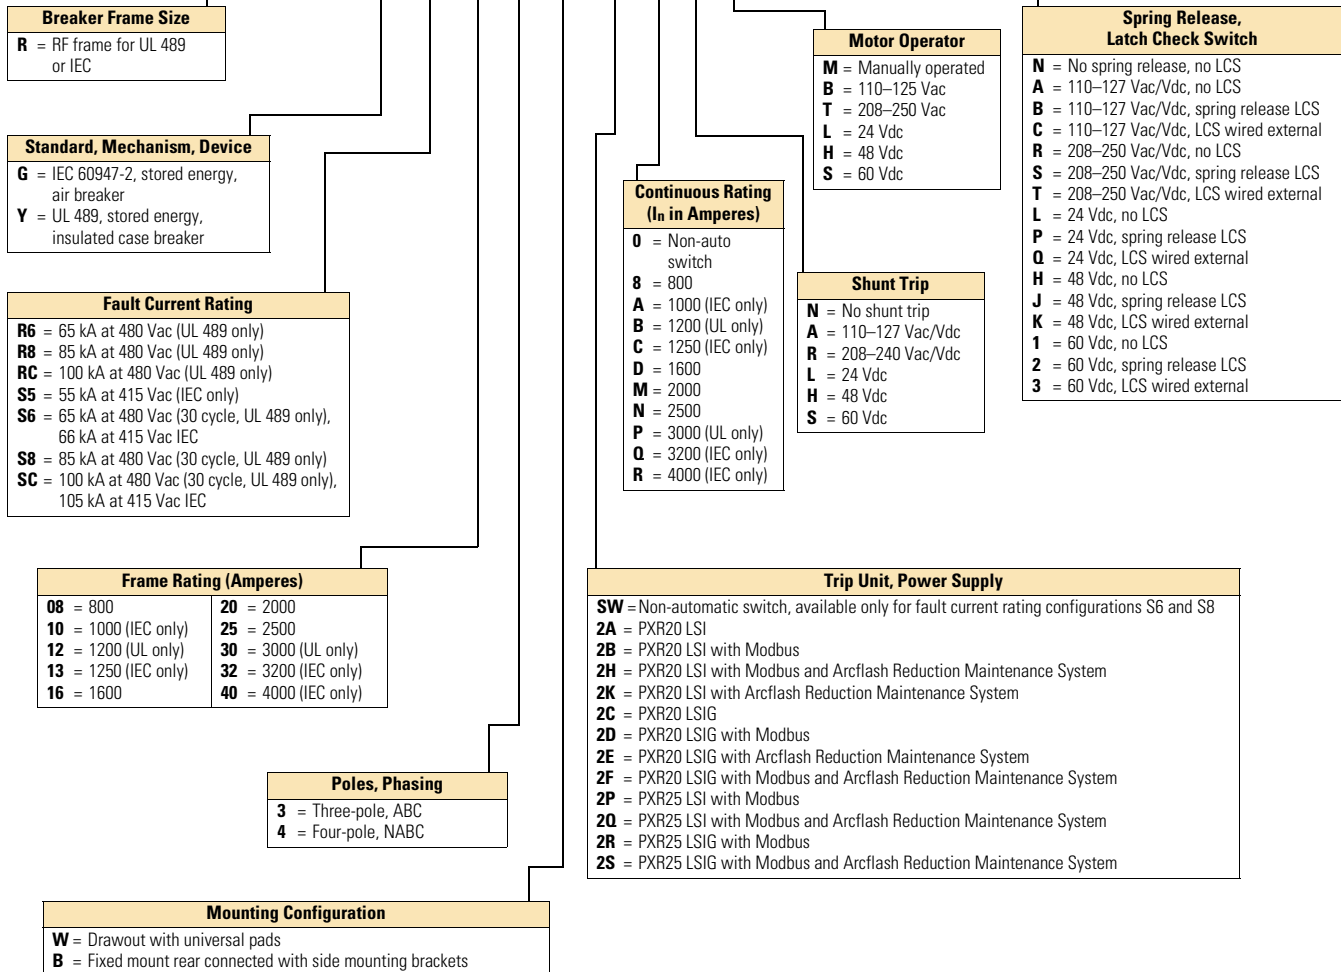 Breaker Frame Size
R = RF frame for UL 489
or IEC
Standard, Mechanism, Device
G = IEC 60947-2, stored energy,
air breaker
Y = UL 489, stored energy,
insulated case breaker
Fault Current Rating
R6 = 65 kA at 480 Vac (UL 489 only)
R8 = 85 kA at 480 Vac (UL 489 only)
RC = 100 kA at 480 Vac (UL 489 only)
S5 = 55 kA at 415 Vac (IEC only)
S6 = 65 kA at 480 Vac (30 cycle, UL 489 only),
66 kA at 415 Vac IEC
S8 = 85 kA at 480 Vac (30 cycle, UL 489 only)
SC = 100 kA at 480 Vac (30 cycle, UL 489 only),
105 kA at 415 Vac IEC
Frame Rating (Amperes)
08 = 800
10 = 1000 (IEC only)
12 = 1200 (UL only)
13 = 1250 (IEC only)
16 = 1600
20 = 2000
25 = 2500
30 = 3000 (UL only)
32 = 3200 (IEC only)
40 = 4000 (IEC only)
Poles, Phasing
3 = Three-pole, ABC
4 = Four-pole, NABC
Mounting Configuration
W = Drawout with universal pads
B = Fixed mount rear connected with side mounting brackets
Trip Unit, Power Supply
SW = Non-automatic switch, available only for fault current rating configurations S6 and S8
2A = PXR20 LSI
2B = PXR20 LSI with Modbus
2H = PXR20 LSI with Modbus and Arcflash Reduction Maintenance System
2K = PXR20 LSI with Arcflash Reduction Maintenance System
2C = PXR20 LSIG
2D = PXR20 LSIG with Modbus
2E = PXR20 LSIG with Arcflash Reduction Maintenance System
2F = PXR20 LSIG with Modbus and Arcflash Reduction Maintenance System
2P = PXR25 LSI with Modbus
2Q = PXR25 LSI with Modbus and Arcflash Reduction Maintenance System
2R = PXR25 LSIG with Modbus
2S = PXR25 LSIG with Modbus and Arcflash Reduction Maintenance System
Continuous Rating
(In in Amperes)
0 = Non-auto
switch
8 = 800
A = 1000 (IEC only)
B = 1200 (UL only)
C = 1250 (IEC only)
D = 1600
M = 2000
N = 2500
P = 3000 (UL only)
Q = 3200 (IEC only)
R = 4000 (IEC only)
Shunt Trip
N = No shunt trip
A = 110–127 Vac/Vdc
R = 208–240 Vac/Vdc
L = 24 Vdc
H = 48 Vdc
S = 60 Vdc
Motor Operator
M = Manually operated
B = 110–125 Vac
T = 208–250 Vac
L = 24 Vdc
H = 48 Vdc
S = 60 Vdc
Spring Release,
Latch Check Switch
N = No spring release, no LCS
A = 110–127 Vac/Vdc, no LCS
B = 110–127 Vac/Vdc, spring release LCS
C = 110–127 Vac/Vdc, LCS wired external
R = 208–250 Vac/Vdc, no LCS
S = 208–250 Vac/Vdc, spring release LCS
T = 208–250 Vac/Vdc, LCS wired external
L = 24 Vdc, no LCS
P = 24 Vdc, spring release LCS
Q = 24 Vdc, LCS wired external
H = 48 Vdc, no LCS
J = 48 Vdc, spring release LCS
K = 48 Vdc, LCS wired external
1 = 60 Vdc, no LCS
2 = 60 Vdc, spring release LCS
3 = 60 Vdc, LCS wired external